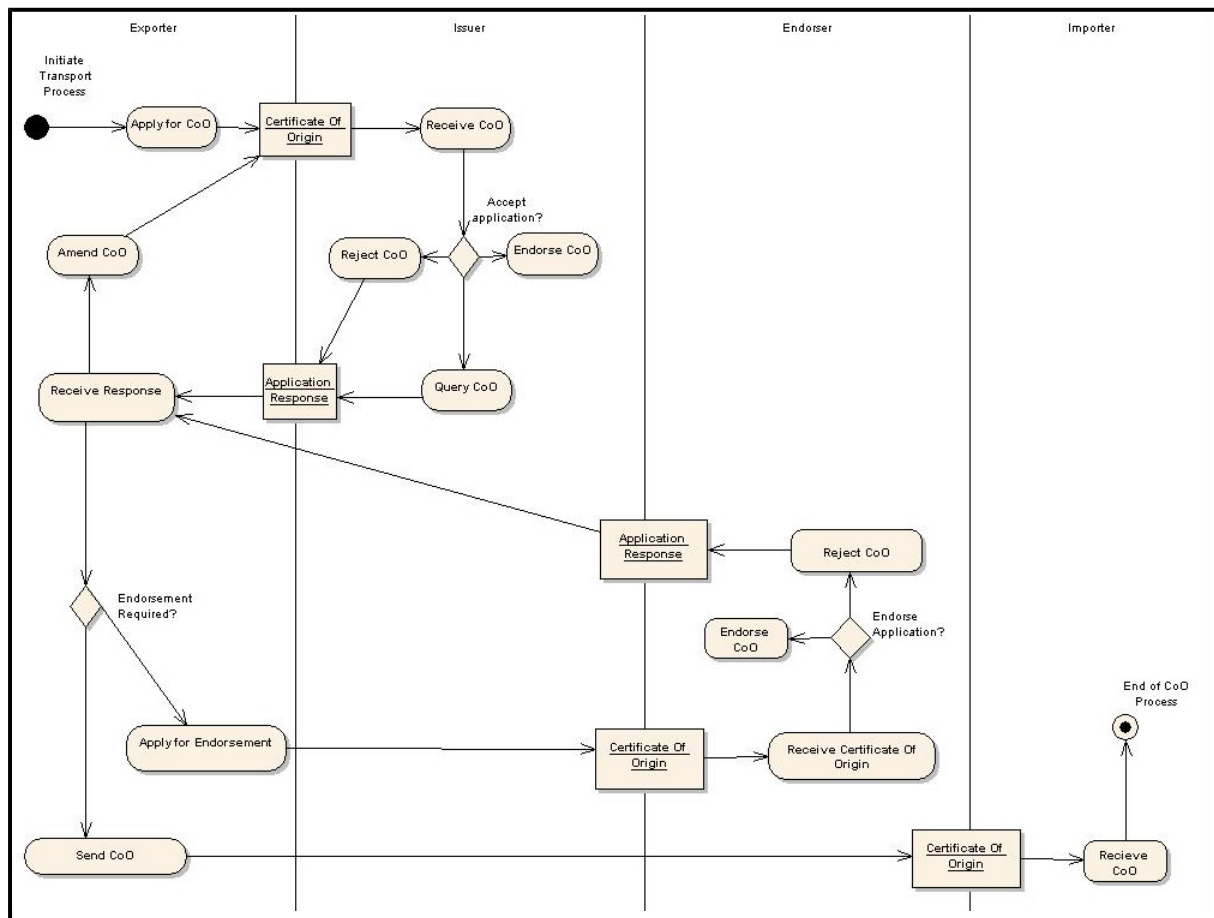 Exporter
Issuer
Endorser
Importer
Initiate
Transport
Process
Apply for CoO
Certificate Of
Origin
Receive CoO
Accept
application?
Amend CoO
Reject CoO
Endorse CoO
Receive Response
Application
Response
Query CoO
Application
Response
Reject CoO
Endorsement
Required?
Endorse
CoO
Endorse
Application?
End of CoO
Process
Apply for Endorsement
Certificate Of
Origin
Receive Certificate Of
Origin
Send CoO
Certificate Of
Origin
Recieve
CoO